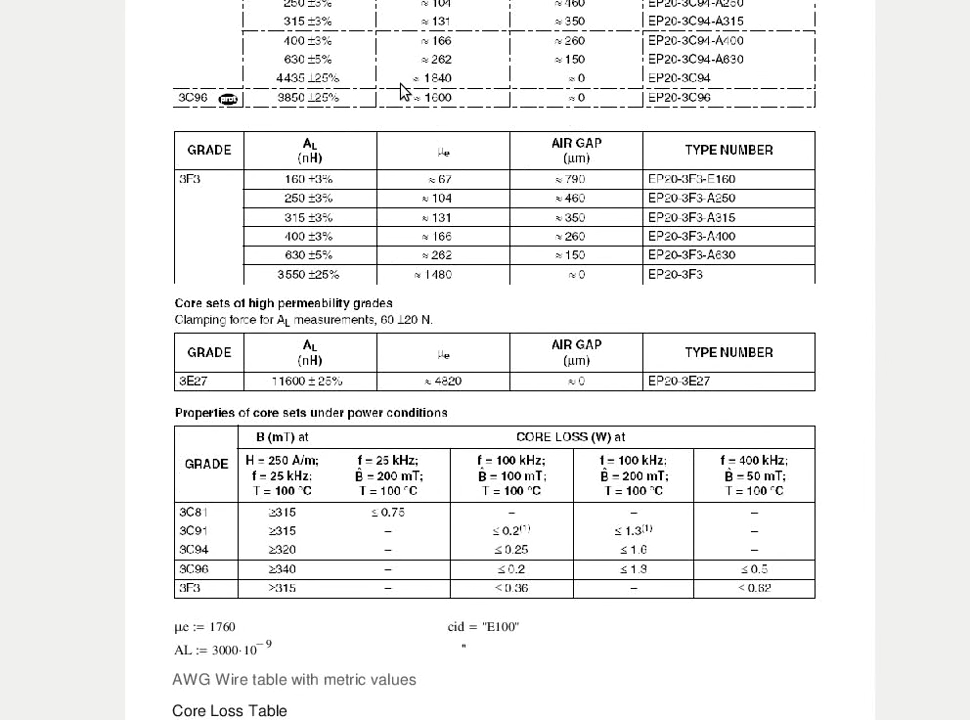 250 ±3% ≈ 104 ≈ 460 EP20-3C94-A250
315 ±3% ≈ 131 ≈ 350 EP20-3C94-A315
400 ±3% ≈ 166 ≈ 260 EP20-3C94-A400
630 ±5% ≈ 262 ≈ 150 EP20-3C94-A630
4435 ±25% ≈ 1840 ≈ 0 EP20-3C94
3C96 prot 3850 ±25% ≈ 1600 ≈ 0 EP20-3C96
GRADE AL (nH) μe AIR GAP (μm) TYPE NUMBER
3F3 160 ±3% ≈ 67 ≈ 790 EP20-3F3-E160
250 ±3% ≈ 104 ≈ 460 EP20-3F3-A250
315 ±3% ≈ 131 ≈ 350 EP20-3F3-A315
400 ±3% ≈ 166 ≈ 260 EP20-3F3-A400
630 ±5% ≈ 262 ≈ 150 EP20-3F3-A630
3550 ±25% ≈ 1480 ≈ 0 EP20-3F3
Core sets of high permeability grades
Clamping force for AL measurements, 60 ±20 N.
GRADE AL (nH) μe AIR GAP (μm) TYPE NUMBER
3E27 11600 ± 25% ≈ 4820 ≈ 0 EP20-3E27
Properties of core sets under power conditions
GRADE B (mT) at CORE LOSS (W) at
H = 250 A/m; f = 25 kHz; f = 100 kHz; f = 100 kHz; f = 400 kHz;
f = 25 kHz; B̂ = 200 mT; B̂ = 100 mT; B̂ = 200 mT; B̂ = 50 mT;
T = 100 °C T = 100 °C T = 100 °C T = 100 °C T = 100 °C
3C81 ≥315 ≤ 0.75 – – –
3C91 ≥315 – ≤ 0.2(1) ≤ 1.3(1) –
3C94 ≥320 – ≤ 0.25 ≤ 1.6 –
3C96 ≥340 – ≤ 0.2 ≤ 1.3 ≤ 0.5
3F3 ≥315 – ≤ 0.36 – ≤ 0.62
μe := 1760 cid = "E100"
AL := 3000·10⁻⁹ "
AWG Wire table with metric values
Core Loss Table